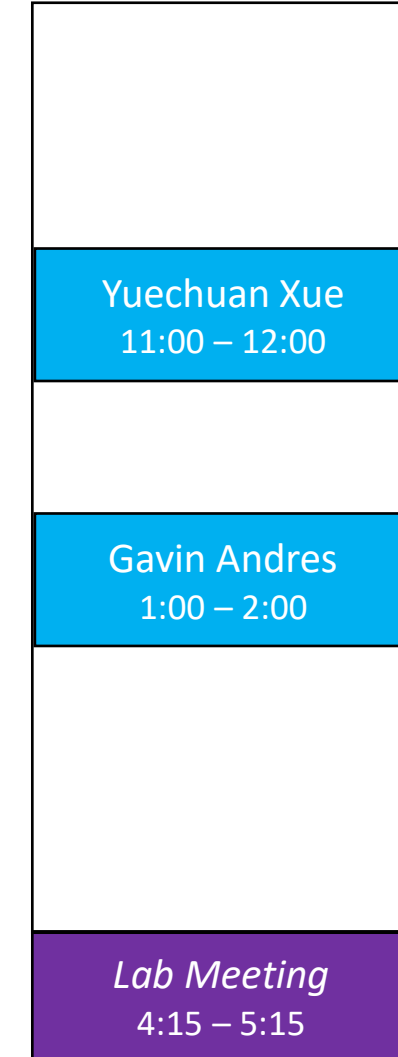 Yuechuan Xue
11:00 – 12:00
Gavin Andres
1:00 – 2:00
Lab Meeting
4:15 – 5:15